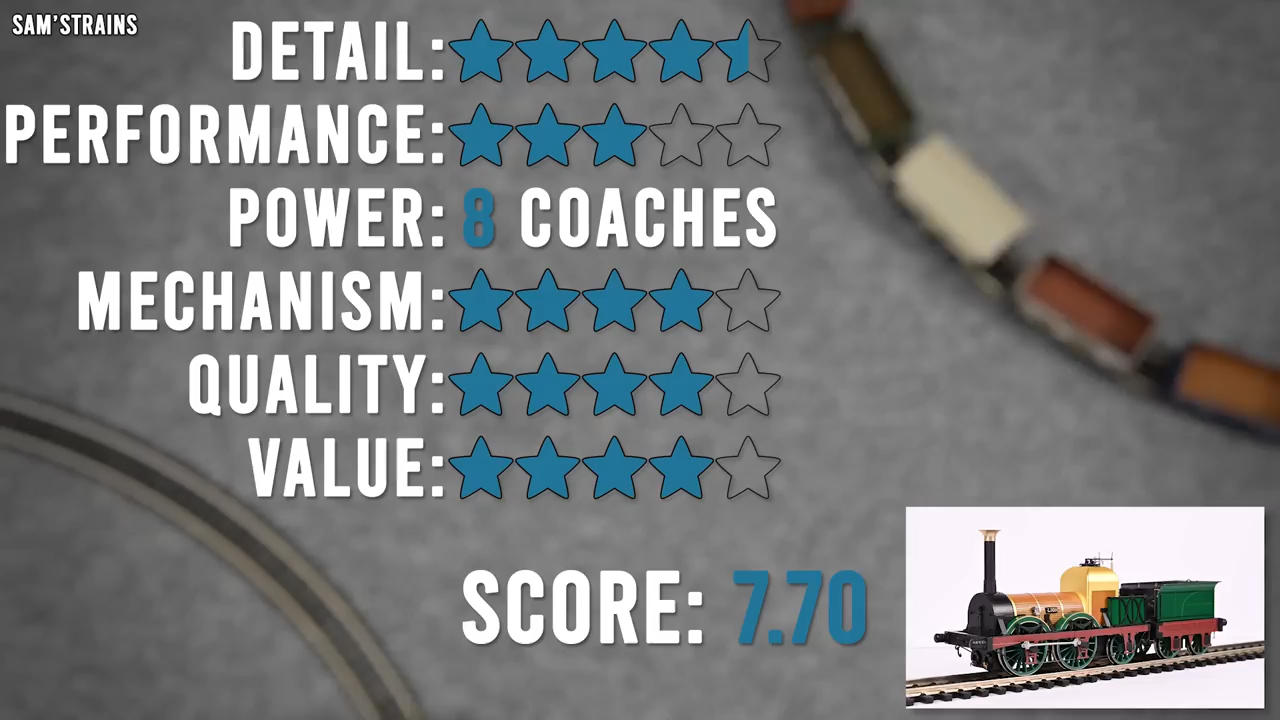 SAM'STRAINS
DETAIL:
PERFORMANCE:
POWER: 8 COACHES
MECHANISM:
QUALITY:
VALUE:
SCORE: 7.70